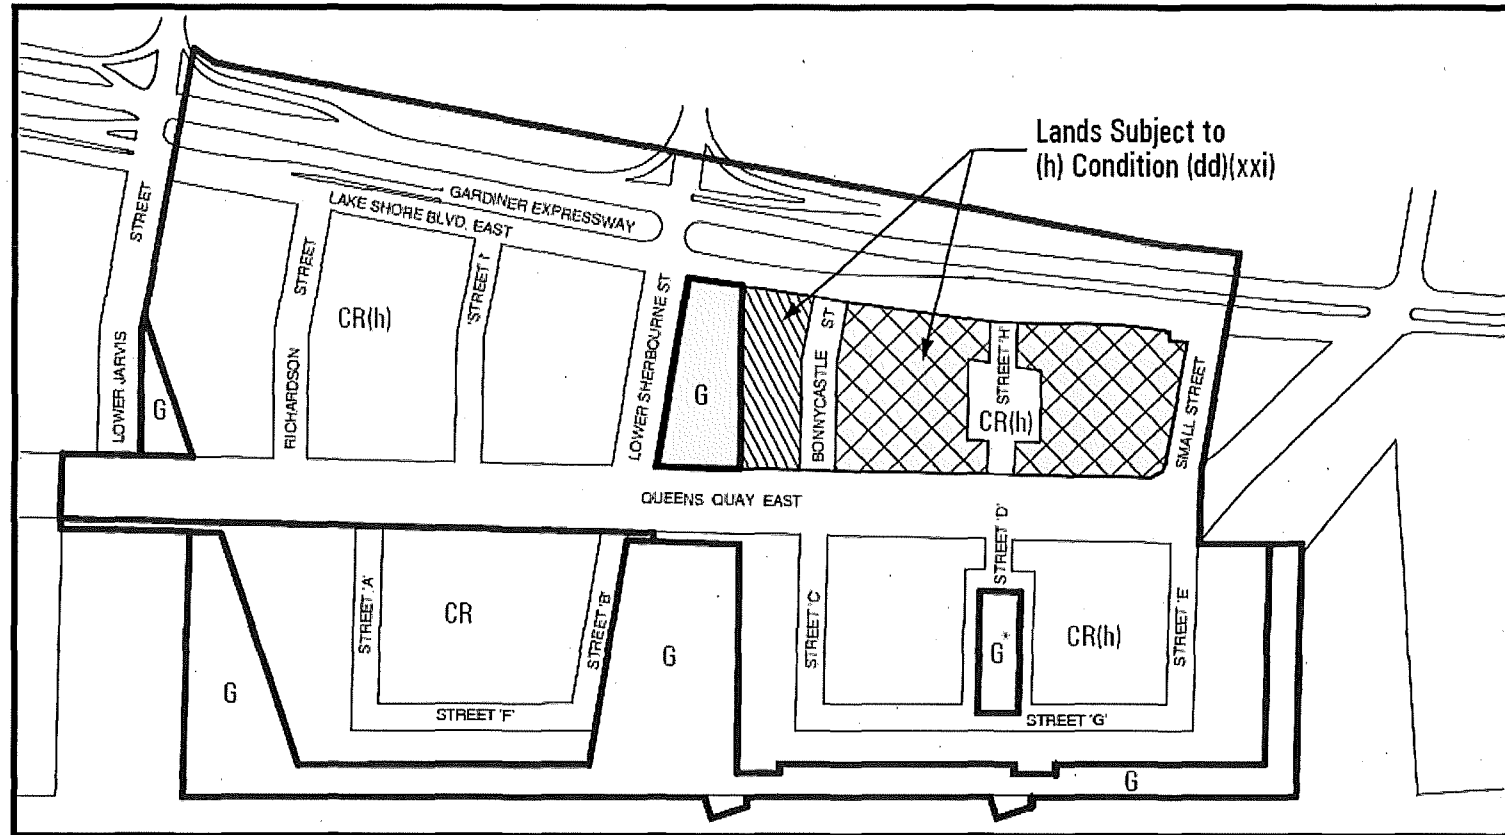 Lands Subject to
(h) Condition (dd)(xxi)
GARDINER EXPRESSWAY
LAKE SHORE BLVD. EAST
LOWER JARVIS
STREET
RICHARDSON
STREET
CR(h)
'STREET I'
LOWER SHERBOURNE ST
G
G
BONNYCASTLE
ST
STREET 'H'
CR(h)
SMALL STREET
QUEENS QUAY EAST
STREET 'A'
CR
STREET 'B'
STREET 'F'
G
G
STREET 'C'
STREET 'D'
G*
CR(h)
STREET 'E'
STREET 'G'
G